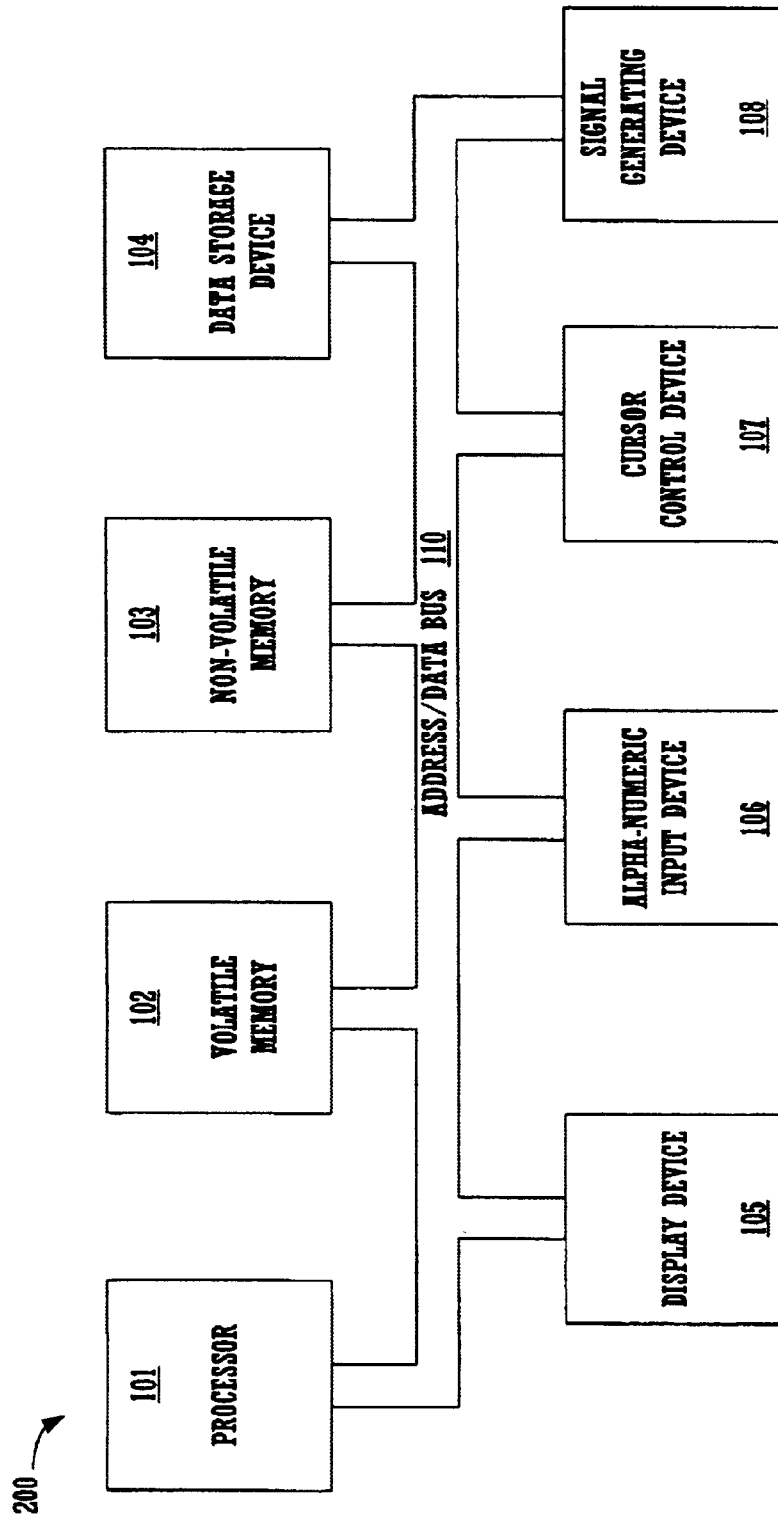 200
101
PROCESSOR
102
VOLATILE
MEMORY
103
NON-VOLATILE
MEMORY
104
DATA STORAGE
DEVICE
ADDRESS/DATA BUS 110
DISPLAY DEVICE
105
ALPHA-NUMERIC
INPUT DEVICE
106
CURSOR
CONTROL DEVICE
107
SIGNAL
GENERATING
DEVICE
108